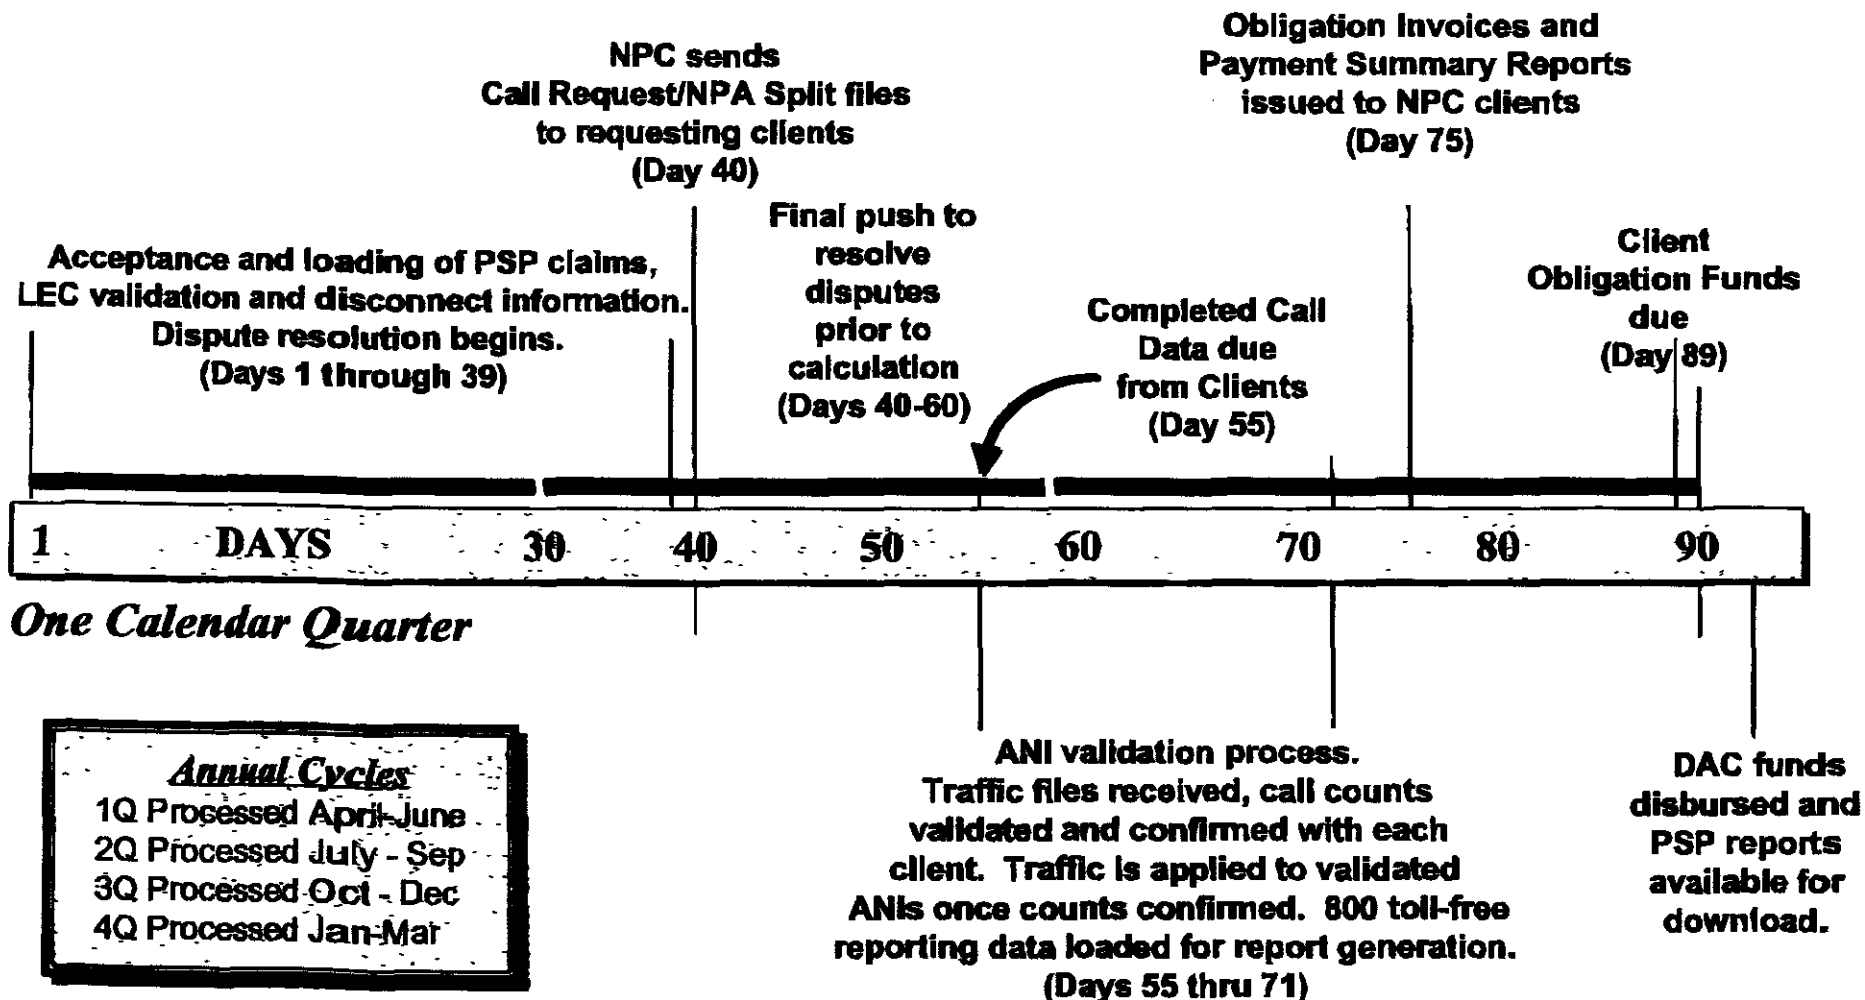 NPC sends
Call Request/NPA Split files
to requesting clients
(Day 40)
Obligation Invoices and
Payment Summary Reports
issued to NPC clients
(Day 75)
Acceptance and loading of PSP claims,
LEC validation and disconnect information.
Dispute resolution begins.
(Days 1 through 39)
Final push to
resolve
disputes
prior to
calculation
(Days 40-60)
Completed Call
Data due
from Clients
(Day 55)
Client
Obligation Funds
due
(Day 89)
1 DAYS 30 40 50 60 70 80 90
One Calendar Quarter
Annual Cycles
1Q Processed April-June
2Q Processed July - Sep
3Q Processed Oct - Dec
4Q Processed Jan-Mar
ANI validation process.
Traffic files received, call counts
validated and confirmed with each
client. Traffic is applied to validated
ANIs once counts confirmed. 800 toll-free
reporting data loaded for report generation.
(Days 55 thru 71)
DAC funds
disbursed and
PSP reports
available for
download.